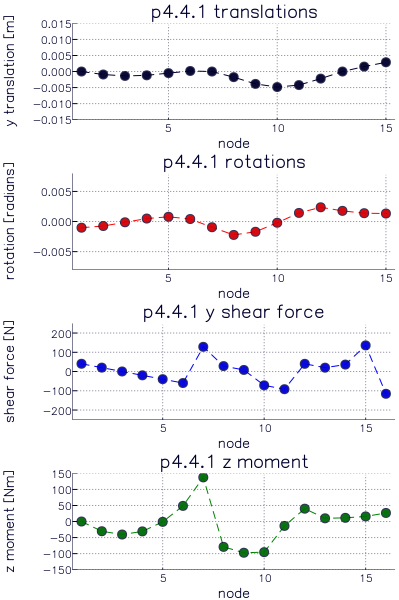 p4.4.1 translations
y translation [m]
0.015
0.010
0.005
0.000
−0.005
−0.010
−0.015
5
10
15
node
p4.4.1 rotations
rotation [radians]
0.005
0.000
−0.005
5
10
15
node
p4.4.1 y shear force
shear force [N]
200
100
0
−100
−200
5
10
15
node
p4.4.1 z moment
z moment [Nm]
150
100
50
0
−50
−100
−150
5
10
15
node